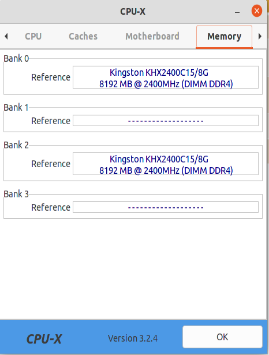 CPU-X
CPU Caches Motherboard Memory
Bank 0
Reference Kingston KHX2400C15/8G
8192 MB @ 2400MHz (DIMM DDR4)
Bank 1
Reference - - - - - - - - - - - - - - - - - -
Bank 2
Reference Kingston KHX2400C15/8G
8192 MB @ 2400MHz (DIMM DDR4)
Bank 3
Reference - - - - - - - - - - - - - - - - - -
CPU-X Version 3.2.4 OK